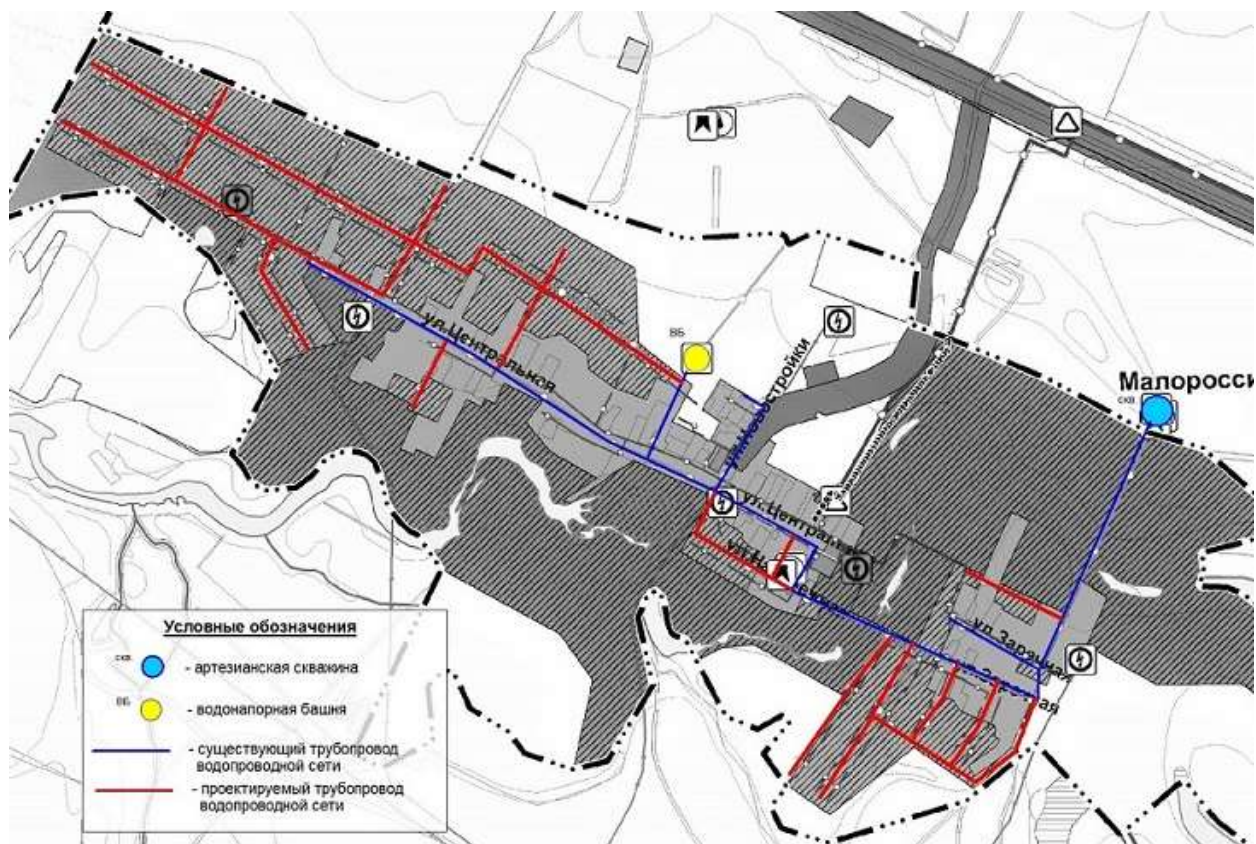 ВБ
ул.Центральная
ул.Новостройки
Малоросси
скв.
ул. Центральная
ул.Заречная
Условные обозначения
скв.
- артезианская скважина
ВБ
- водонапорная башня
- существующий трубопровод
водопроводной сети
- проектируемый трубопровод
водопроводной сети